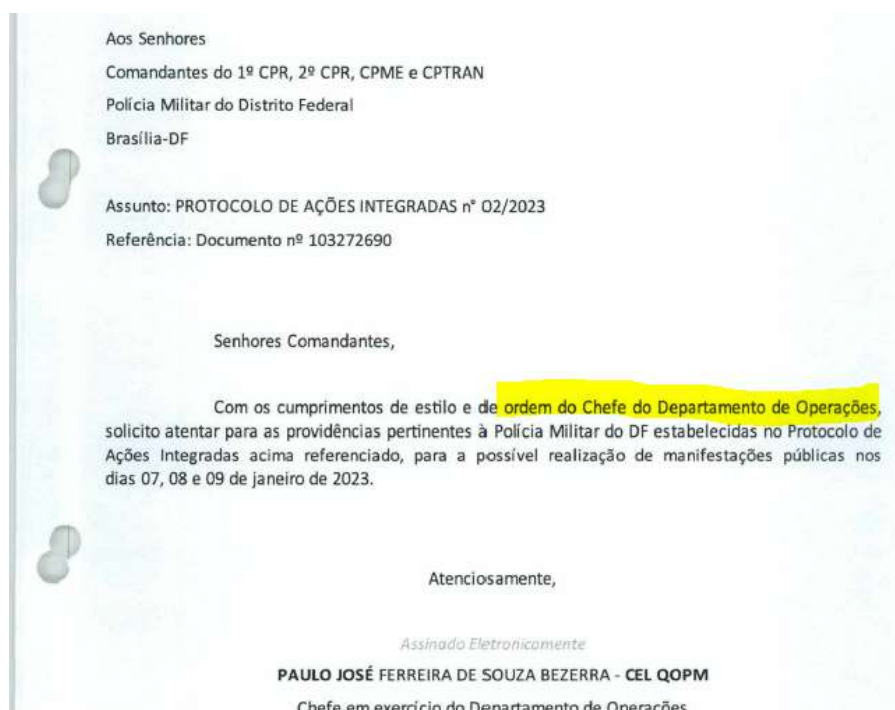 Aos Senhores
Comandantes do 1º CPR, 2º CPR, CPME e CPTRAN
Polícia Militar do Distrito Federal
Brasília-DF
Assunto: PROTOCOLO DE AÇÕES INTEGRADAS n° 02/2023
Referência: Documento nº 103272690
Senhores Comandantes,
Com os cumprimentos de estilo e de ordem do Chefe do Departamento de Operações,
solicito atentar para as providências pertinentes à Polícia Militar do DF estabelecidas no Protocolo de
Ações Integradas acima referenciado, para a possível realização de manifestações públicas nos
dias 07, 08 e 09 de janeiro de 2023.
Atenciosamente,
Assinado Eletronicamente
PAULO JOSÉ FERREIRA DE SOUZA BEZERRA - CEL QOPM
Chefe em exercício do Departamento de Operações